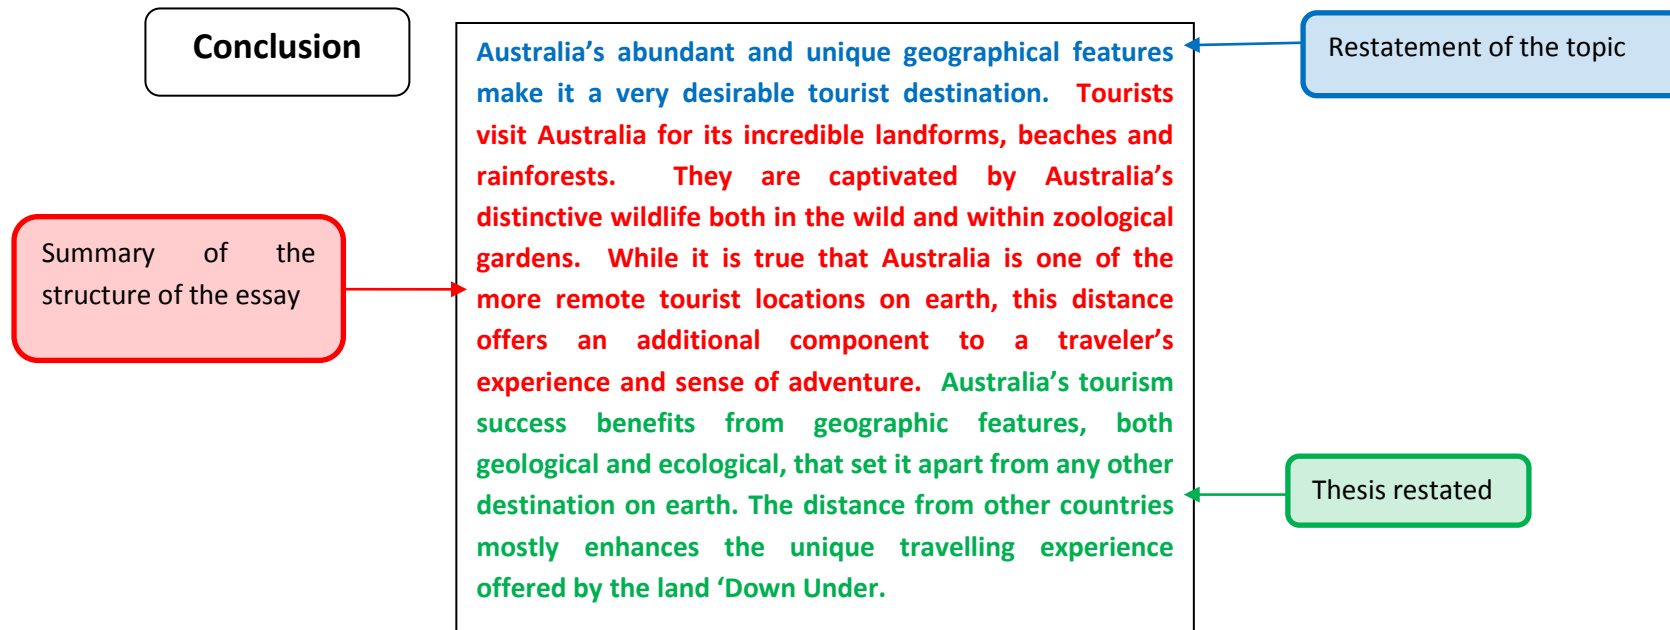 Conclusion
Australia’s abundant and unique geographical features
make it a very desirable tourist destination. Tourists
visit Australia for its incredible landforms, beaches and
rainforests. They are captivated by Australia’s
distinctive wildlife both in the wild and within zoological
gardens. While it is true that Australia is one of the
more remote tourist locations on earth, this distance
offers an additional component to a traveler’s
experience and sense of adventure. Australia’s tourism
success benefits from geographic features, both
geological and ecological, that set it apart from any other
destination on earth. The distance from other countries
mostly enhances the unique travelling experience
offered by the land ‘Down Under.
Restatement of the topic
Summary of the
structure of the essay
Thesis restated